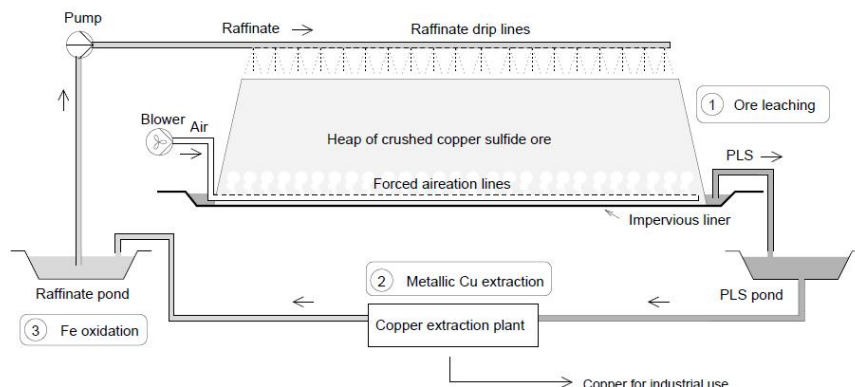 Pump
Raffinate
Raffinate drip lines
1 Ore leaching
Blower
Air
Heap of crushed copper sulfide ore
PLS
Forced aireation lines
Impervious liner
2 Metallic Cu extraction
Raffinate pond
PLS pond
3 Fe oxidation
Copper extraction plant
Copper for industrial use